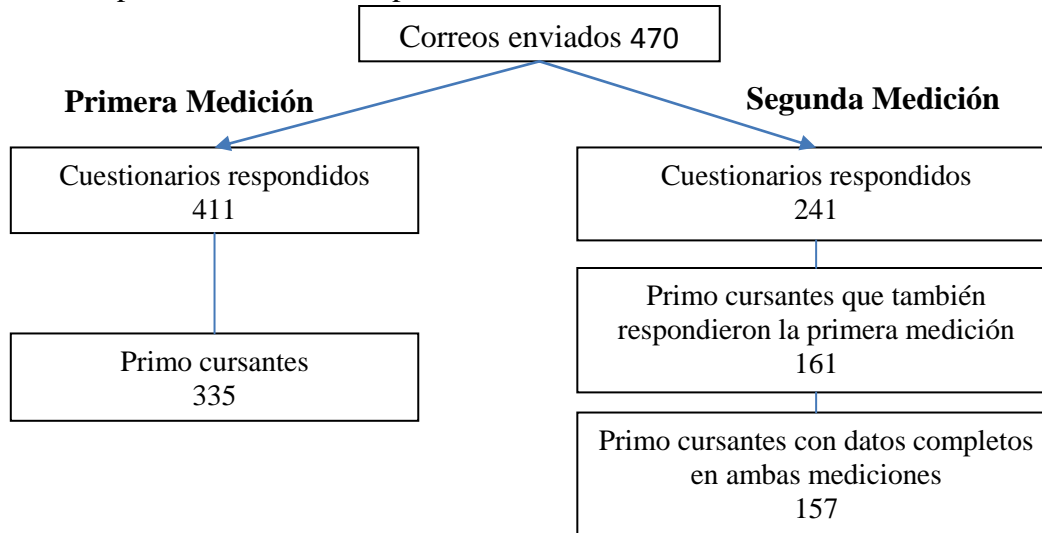 Correos enviados 470
Primera Medición
Segunda Medición
Cuestionarios respondidos
411
Cuestionarios respondidos
241
Primo cursantes que también
respondieron la primera medición
161
Primo cursantes
335
Primo cursantes con datos completos
en ambas mediciones
157